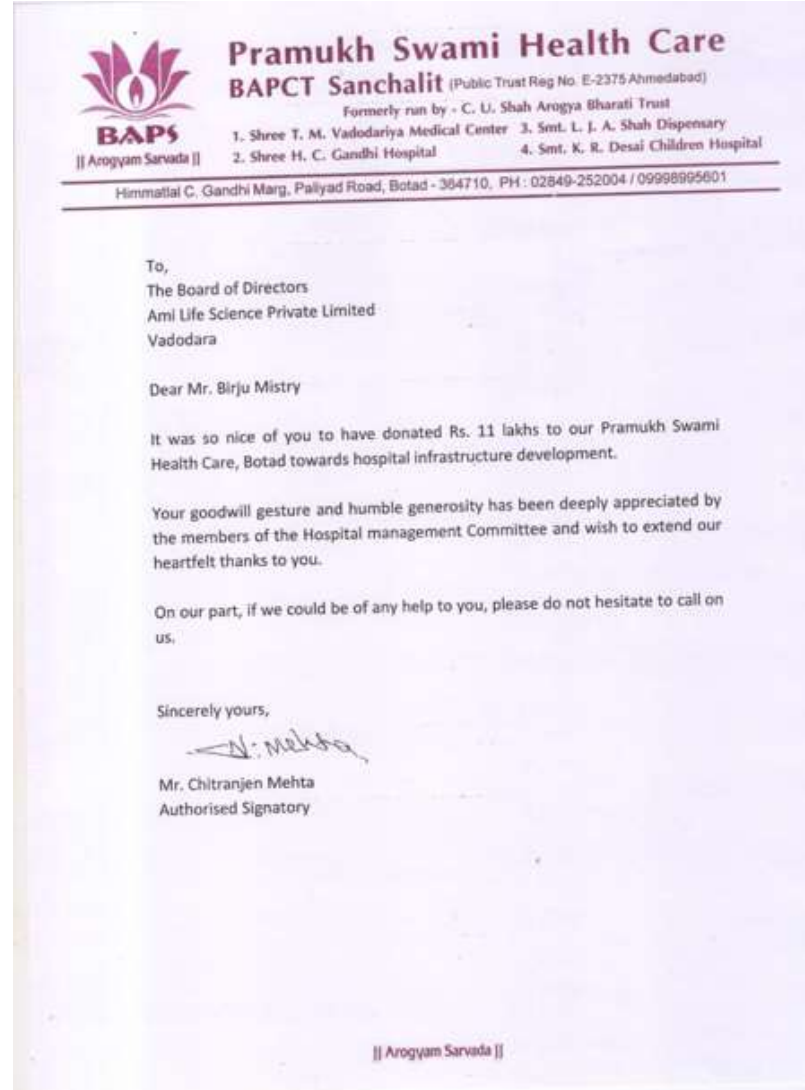 Pramukh Swami Health Care
BAPCT Sanchalit (Public Trust Reg No. E-2375 Ahmedabad)
Formerly run by - C. U. Shah Arogya Bharati Trust
1. Shree T. M. Vadodariya Medical Center 3. Smt. L. J. A. Shah Dispensary
2. Shree H. C. Gandhi Hospital 4. Smt. K. R. Desai Children Hospital
BAPS
|| Arogyam Sarvada ||
Himmatlal C. Gandhi Marg, Paliyad Road, Botad - 364710, PH : 02849-252004 / 09998995601
To,
The Board of Directors
Ami Life Science Private Limited
Vadodara
Dear Mr. Birju Mistry
It was so nice of you to have donated Rs. 11 lakhs to our Pramukh Swami
Health Care, Botad towards hospital infrastructure development.
Your goodwill gesture and humble generosity has been deeply appreciated by
the members of the Hospital management Committee and wish to extend our
heartfelt thanks to you.
On our part, if we could be of any help to you, please do not hesitate to call on
us.
Sincerely yours,
N. Mehta
Mr. Chitranjen Mehta
Authorised Signatory
|| Arogyam Sarvada ||